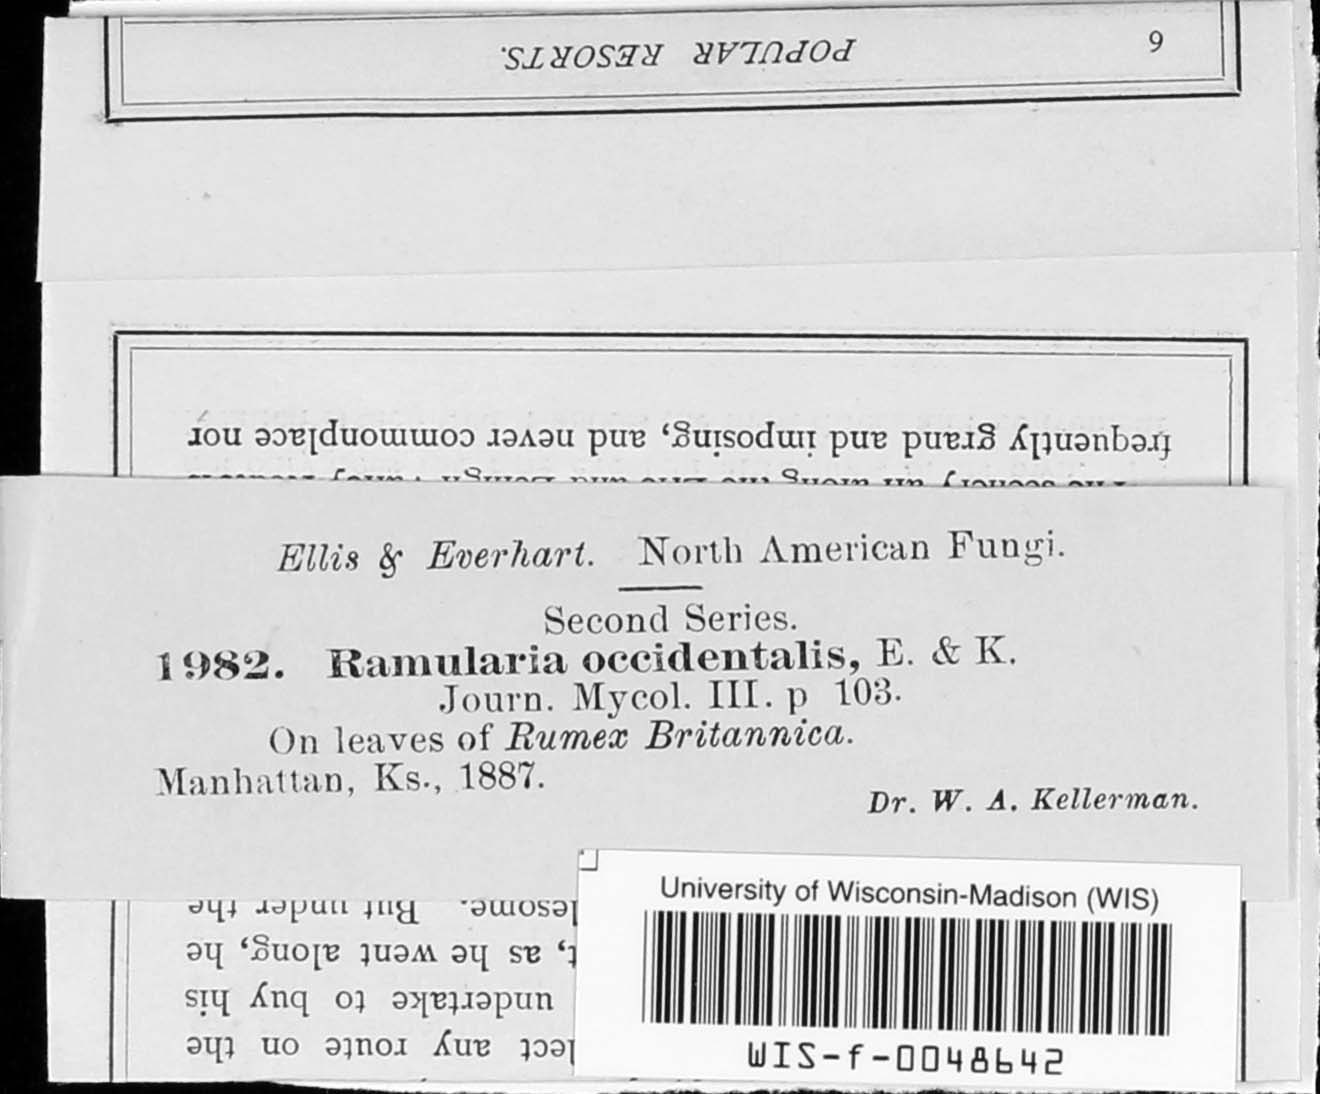 POPULAR RESORTS.
9
frequently grand and imposing, and never commonplace nor
Ellis & Everhart. North American Fungi.
Second Series.
1982. Ramularia occidentalis, E. & K.
Journ. Mycol. III. p 103.
On leaves of Rumex Britannica.
Manhattan, Ks., 1887.
Dr. W. A. Kellerman.
University of Wisconsin-Madison (WIS)
WIS-f-0048642
lect any route on the
undertake to buy his
t, as he went along, he
lesome. But under the